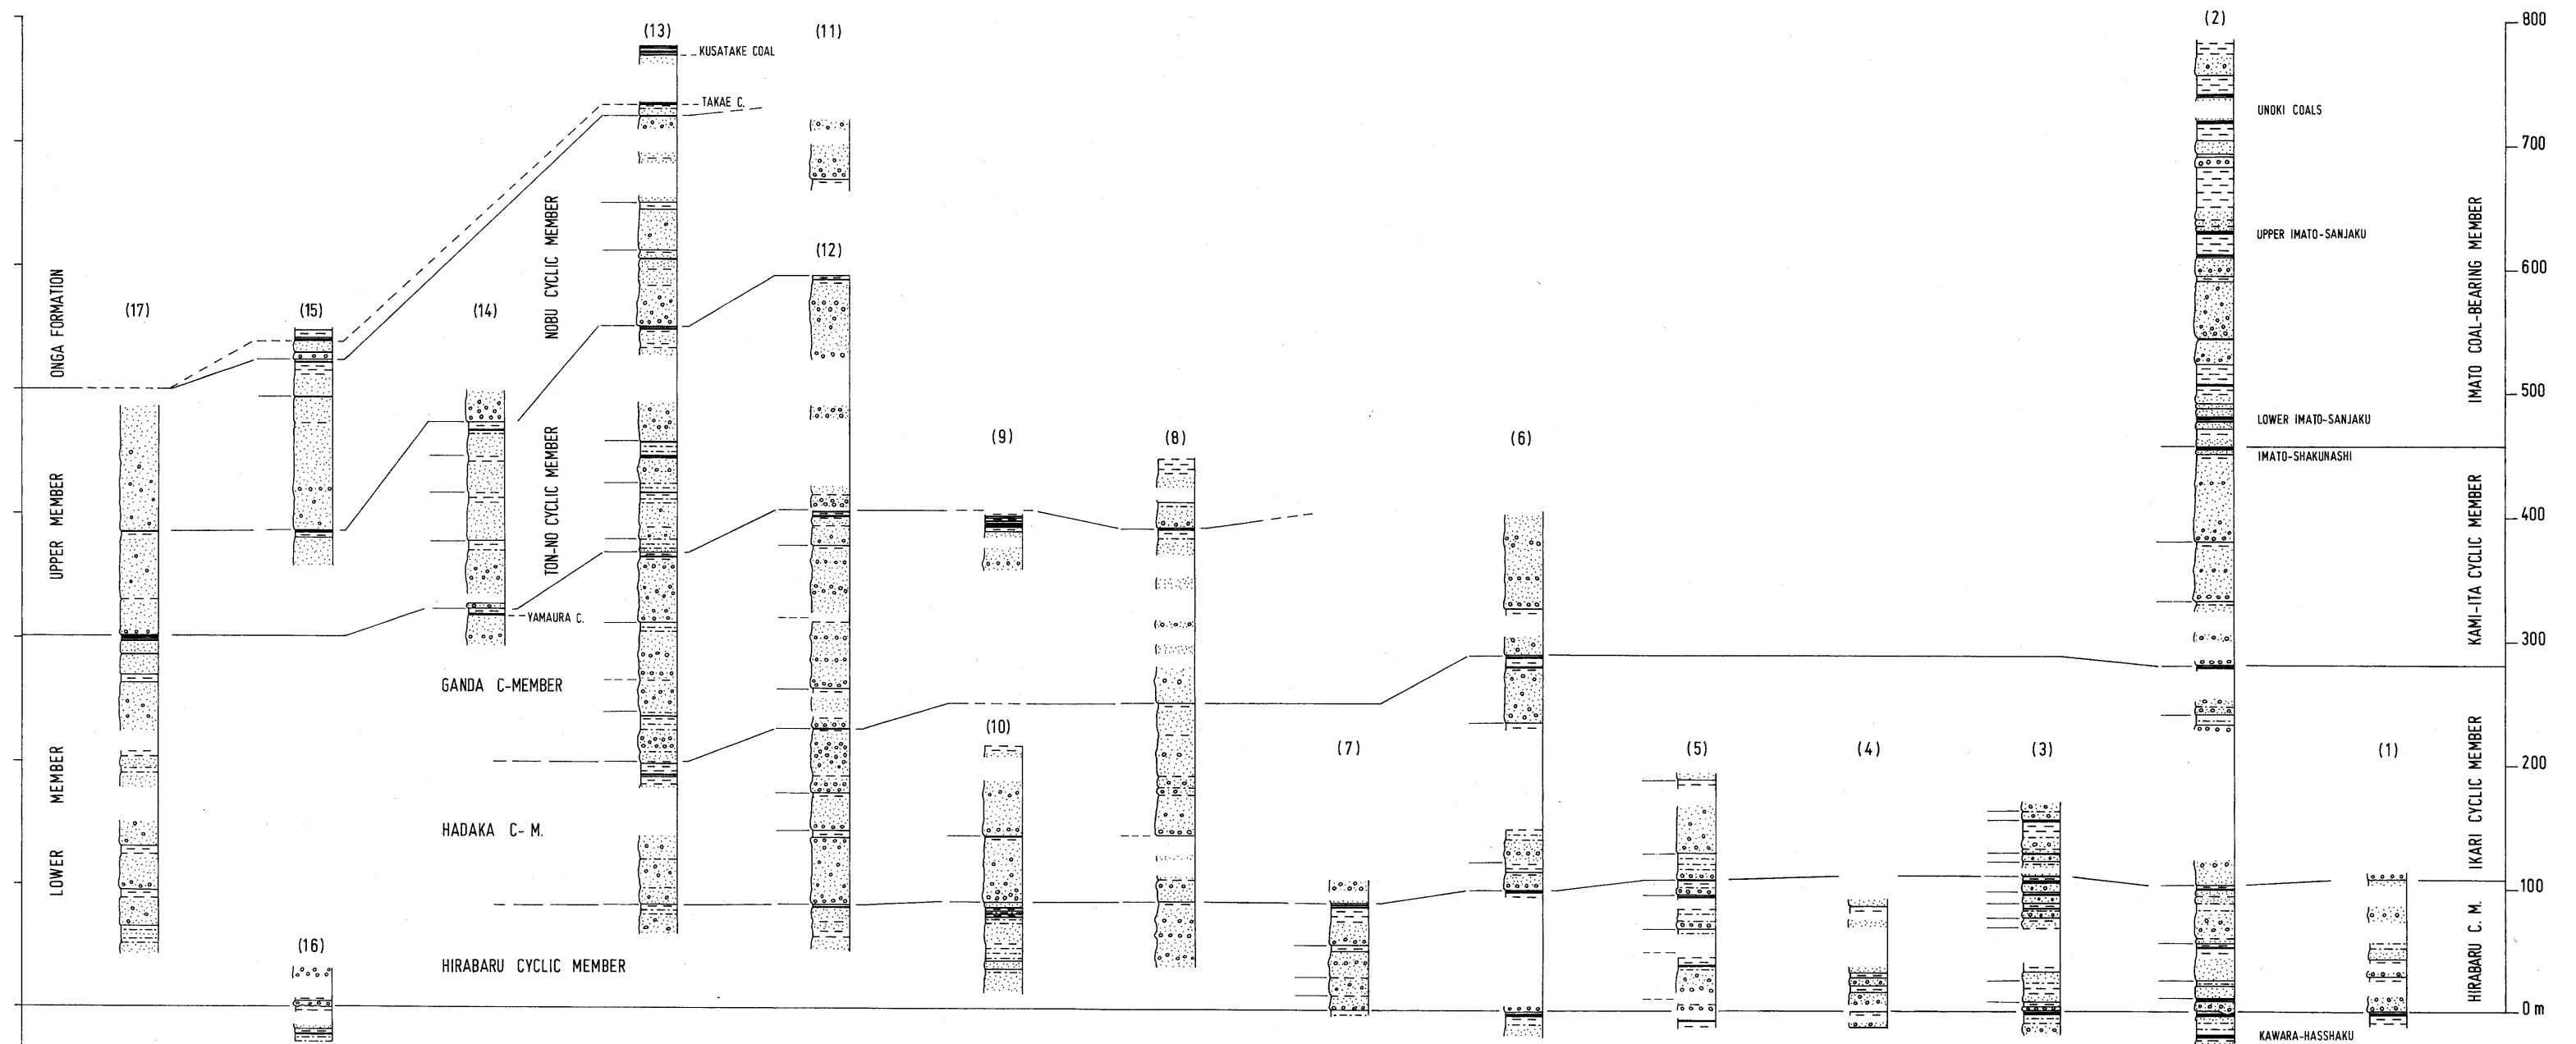 (13)
(11)
(2)
800
KUSATAKE COAL
TAKAE C.
UNOKI COALS
700
UPPER IMATO-SANJAKU
(12)
600
(17)
(15)
(14)
ONGA FORMATION
NOBU CYCLIC MEMBER
IMATO COAL-BEARING MEMBER
500
LOWER IMATO-SANJAKU
(9)
(8)
(6)
IMATO-SHAKUNASHI
UPPER MEMBER
TON-NO CYCLIC MEMBER
KAMI-ITA CYCLIC MEMBER
400
YAMAURA C.
300
GANDA C-MEMBER
(10)
(7)
(5)
(4)
(3)
(1)
200
LOWER MEMBER
HADAKA C-M.
IKARI CYCLIC MEMBER
100
(16)
HIRABARU CYCLIC MEMBER
HIRABARU C. M.
0 m
KAWARA-HASSHAKU